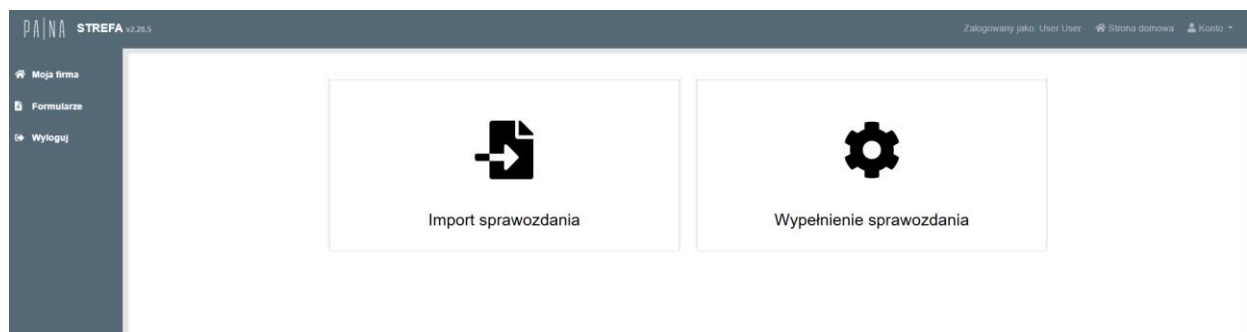 PA|NA STREFA v2.28.5
Zalogowany jako: User User Strona domowa Konto
Moja firma
Formularze
Wyloguj
Import sprawozdania
Wypełnienie sprawozdania